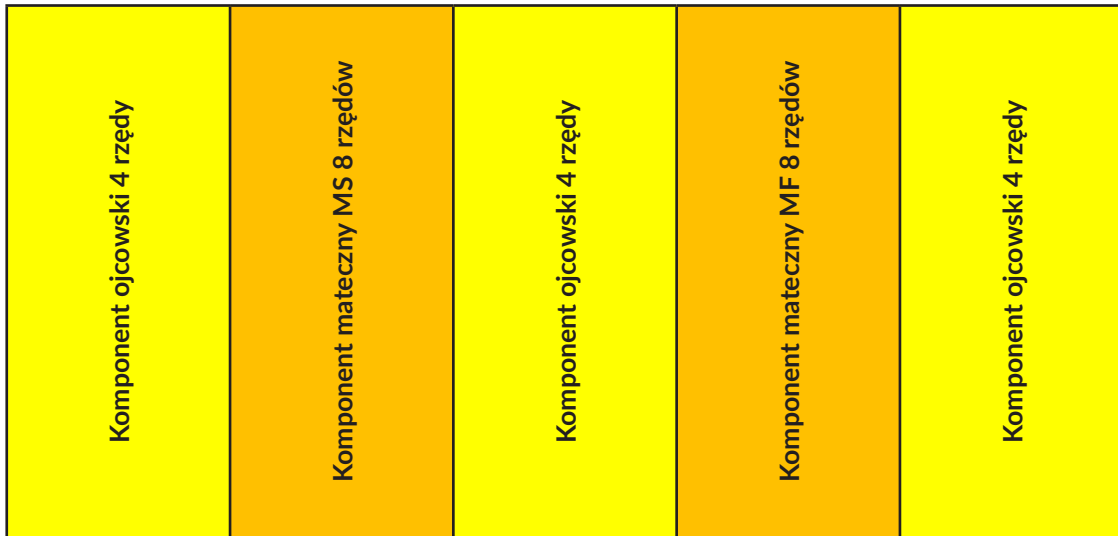 Komponent ojcowski 4 rzędy
Komponent mateczny MS 8 rzędów
Komponent ojcowski 4 rzędy
Komponent mateczny MF 8 rzędów
Komponent ojcowski 4 rzędy